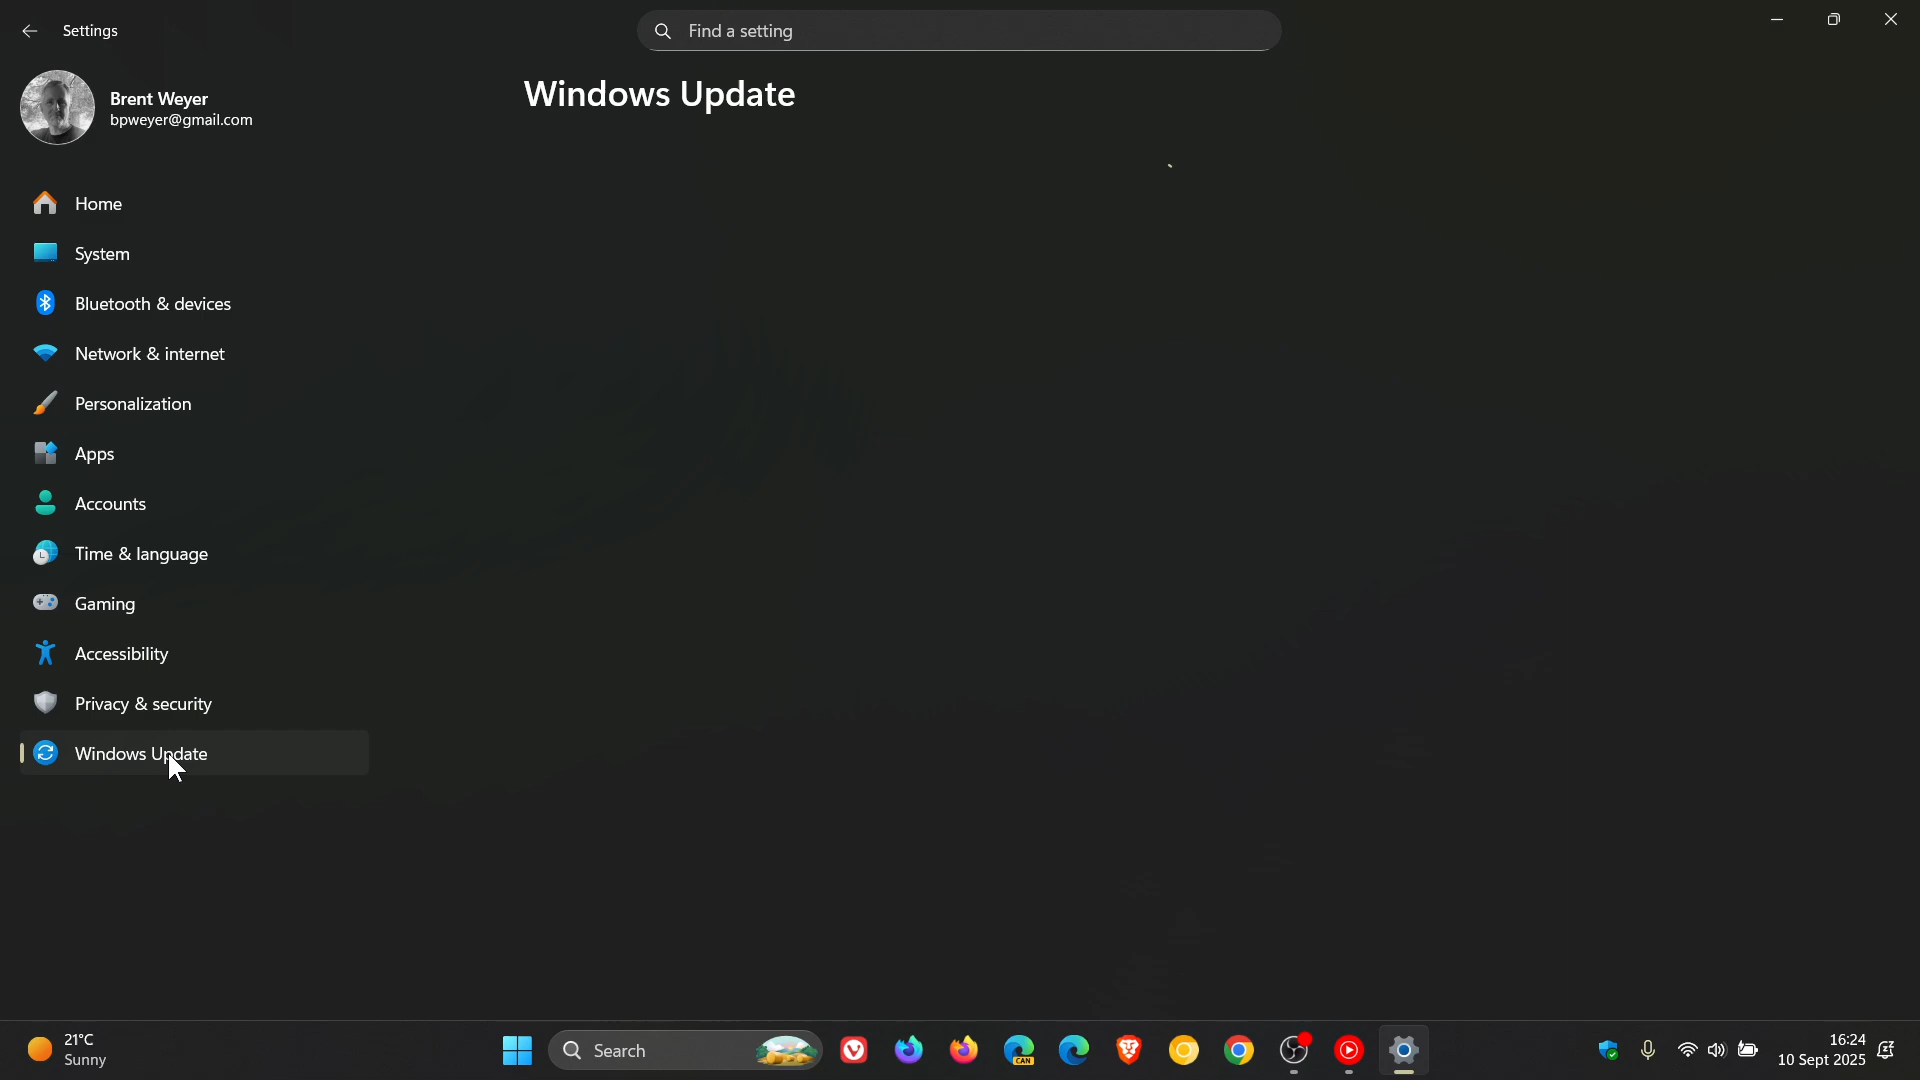 Settings
Find a setting
Brent Weyer
bpweyer@gmail.com
Windows Update
Home
System
Bluetooth & devices
Network & internet
Personalization
Apps
Accounts
Time & language
Gaming
Accessibility
Privacy & security
Windows Update
21°C
Sunny
Search
CAN
16:24
10 Sept 2025